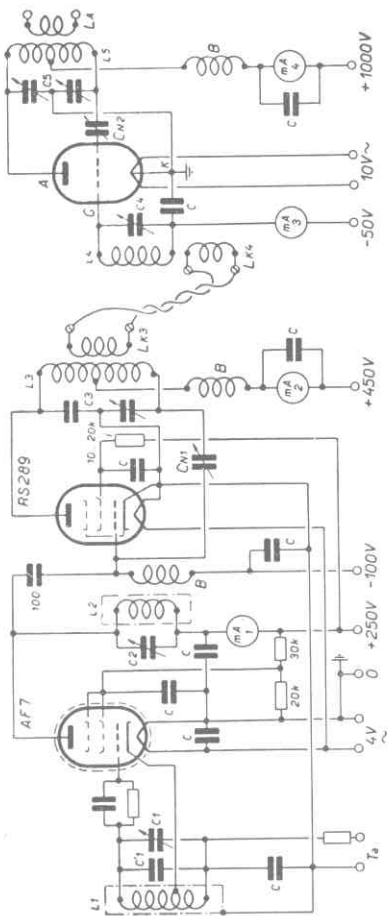 L1
C'1
C1
C
Ta
AF7
C
C
C
4V
~
20k
30k
0
mA
1
+250V
C2
L2
100
B
C
-100V
RS289
C
10..20k
CN1
C3
L3
B
mA
2
C
+450V
LK3
LK4
L4
C4
G
A
K
C
mA
3
-50V
10V~
CN2
C5
L5
LA
B
C
mA
4
+1000V